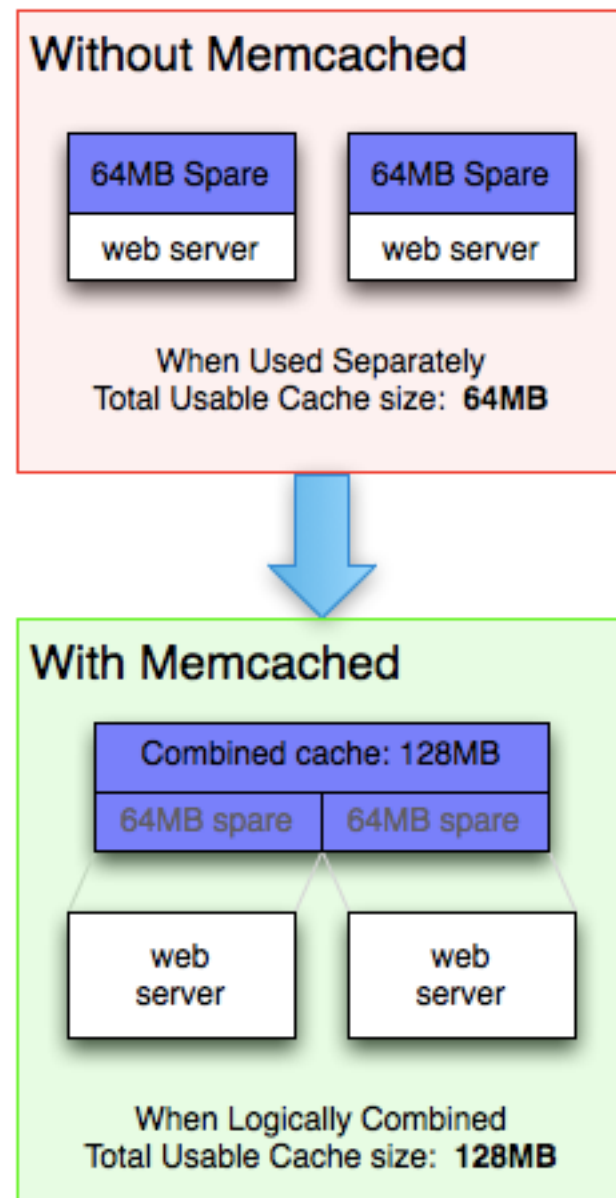 Without Memcached
64MB Spare
64MB Spare
web server
web server
When Used Separately
Total Usable Cache size: 64MB
With Memcached
Combined cache: 128MB
64MB spare
64MB spare
web
server
web
server
When Logically Combined
Total Usable Cache size: 128MB